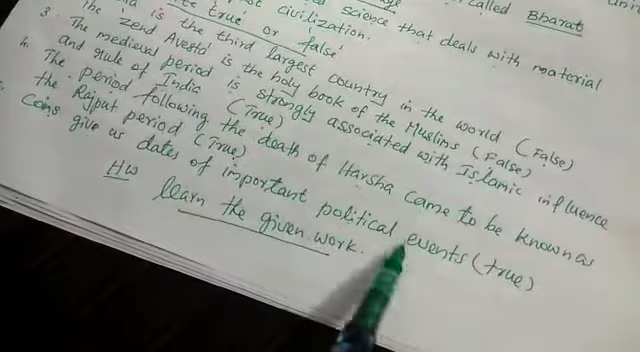 called Bharat
science that deals with material
civilization.
true or false
is the third largest country in the world (False)
3. The Zend Avesta is the holy book of the Muslims (False)
The medieval period is strongly associated with Islamic influence
and rule of India (True)
4. The period following the death of Harsha came to be known as
the Rajput period (True)
Coins give us dates of important political events (true)
HW
learn the given work.